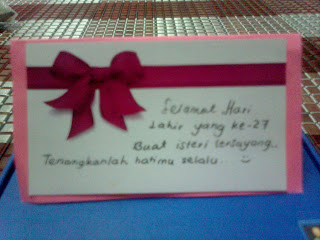 Selamat Hari
Lahir yang ke-27
Buat isteri tersayang..
Tenangkanlah hatimu selalu..